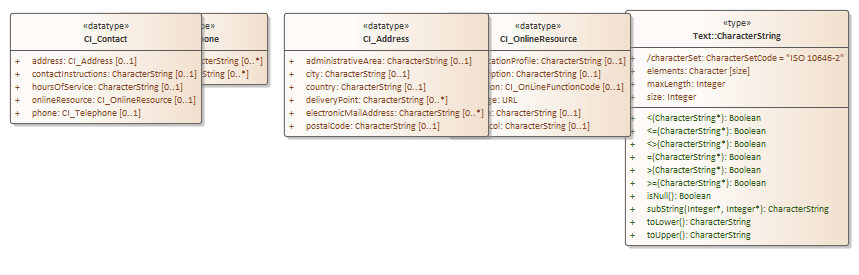 «datatype»
CI_Contact
+ address: CI_Address [0..1]
+ contactInstructions: CharacterString [0..1]
+ hoursOfService: CharacterString [0..1]
+ onlineResource: CI_OnlineResource [0..1]
+ phone: CI_Telephone [0..1]
one
String [0..*]
String [0..*]
«datatype»
CI_Address
+ administrativeArea: CharacterString [0..1]
+ city: CharacterString [0..1]
+ country: CharacterString [0..1]
+ deliveryPoint: CharacterString [0..*]
+ electronicMailAddress: CharacterString [0..*]
+ postalCode: CharacterString [0..1]
«datatype»
CI_OnlineResource
cationProfile: CharacterString [0..1]
ption: CharacterString [0..1]
on: CI_OnLineFunctionCode [0..1]
ge: URL
CharacterString [0..1]
col: CharacterString [0..1]
«type»
Text::CharacterString
+ /characterSet: CharacterSetCode = "ISO 10646-2"
+ elements: Character [size]
+ maxLength: Integer
+ size: Integer
+ <(CharacterString*): Boolean
+ <=(CharacterString*): Boolean
+ <>(CharacterString*): Boolean
+ =(CharacterString*): Boolean
+ >(CharacterString*): Boolean
+ >=(CharacterString*): Boolean
+ isNull(): Boolean
+ subString(Integer*, Integer*): CharacterString
+ toLower(): CharacterString
+ toUpper(): CharacterString